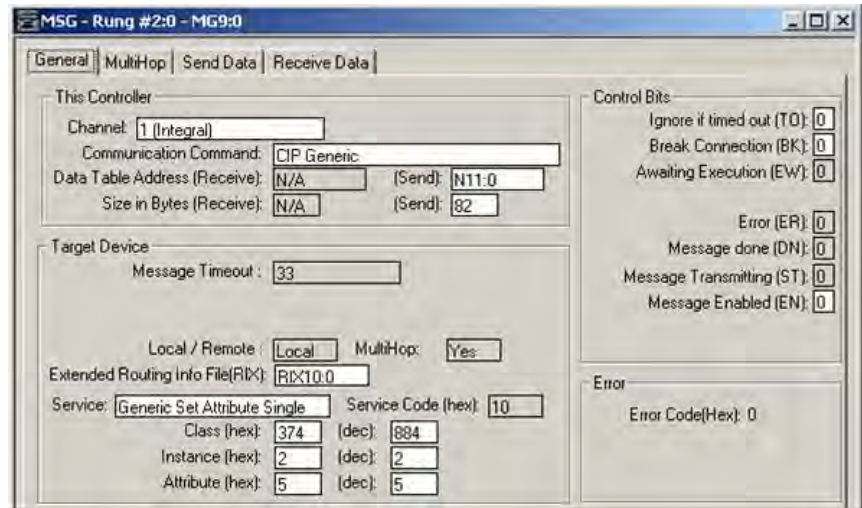 MSG - Rung #2:0 - MG9:0
General MultiHop Send Data Receive Data
This Controller
Channel: 1 (Integral)
Communication Command: CIP Generic
Data Table Address (Receive): N/A (Send): N11:0
Size in Bytes (Receive): N/A (Send): 82
Target Device
Message Timeout : 33
Local / Remote : Local MultiHop: Yes
Extended Routing Info File(RIX): RIX10:0
Service: Generic Set Attribute Single Service Code (hex): 10
Class (hex): 374 (dec): 884
Instance (hex): 2 (dec): 2
Attribute (hex): 5 (dec): 5
Control Bits
Ignore if timed out (TO): 0
Break Connection (BK): 0
Awaiting Execution (EW): 0
Error (ER): 0
Message done (DN): 0
Message Transmitting (ST): 0
Message Enabled (EN): 0
Error
Error Code(Hex): 0